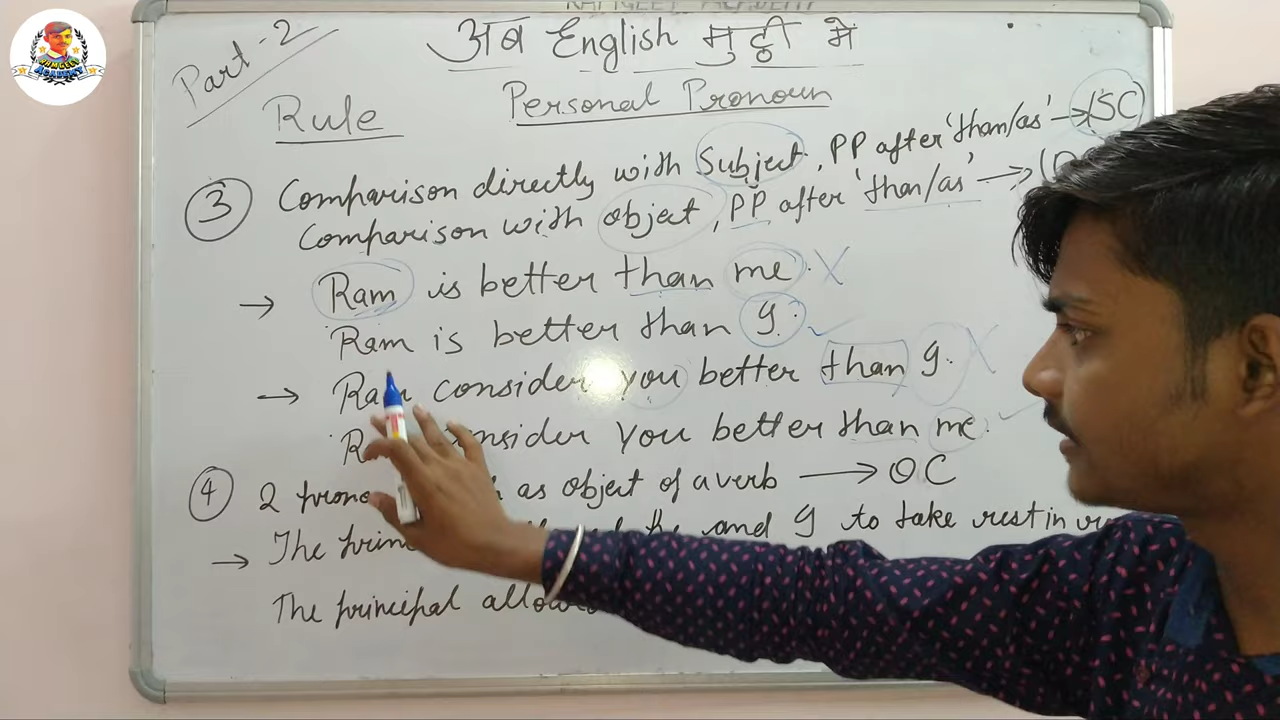 RAMGEET ACADEMY
Part-2
अब English मुट्ठी में
Rule
Personal Pronoun
3 Comparison directly with Subject, PP after 'than/as' → (SC
Comparison with object, PP after 'than/as' →
→ Ram is better than me. X
Ram is better than I. ✓
→ Ram consider you better than I. X
consider you better than me. ✓
4 2 as object of a verb → OC
→ The and I to take rest in
The principal